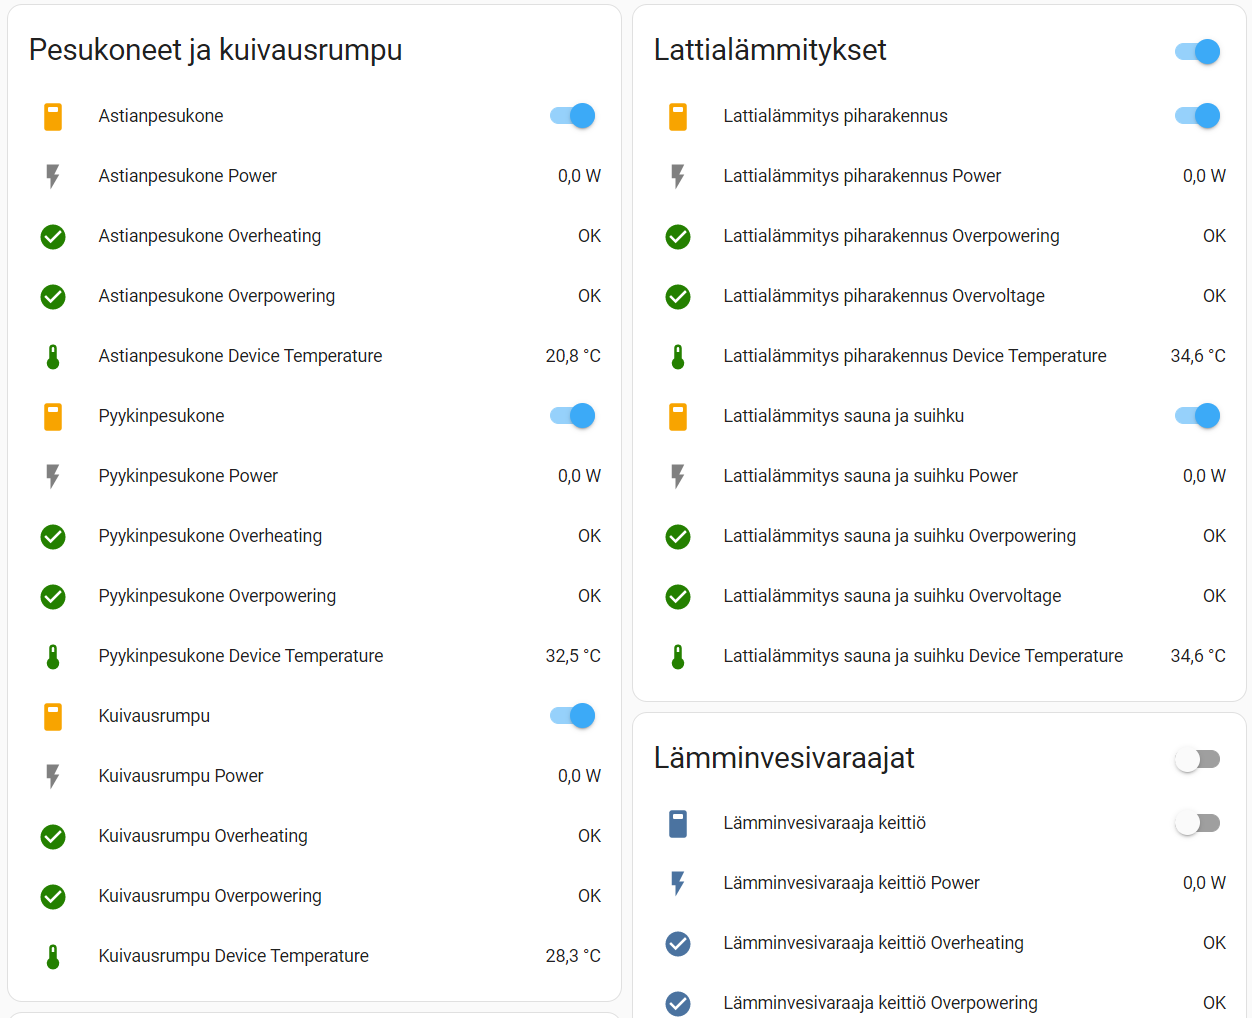 Pesukoneet ja kuivausrumpu
Astianpesukone
Astianpesukone Power 0,0 W
Astianpesukone Overheating OK
Astianpesukone Overpowering OK
Astianpesukone Device Temperature 20,8 °C
Pyykinpesukone
Pyykinpesukone Power 0,0 W
Pyykinpesukone Overheating OK
Pyykinpesukone Overpowering OK
Pyykinpesukone Device Temperature 32,5 °C
Kuivausrumpu
Kuivausrumpu Power 0,0 W
Kuivausrumpu Overheating OK
Kuivausrumpu Overpowering OK
Kuivausrumpu Device Temperature 28,3 °C
Lattialämmitykset
Lattialämmitys piharakennus
Lattialämmitys piharakennus Power 0,0 W
Lattialämmitys piharakennus Overpowering OK
Lattialämmitys piharakennus Overvoltage OK
Lattialämmitys piharakennus Device Temperature 34,6 °C
Lattialämmitys sauna ja suihku
Lattialämmitys sauna ja suihku Power 0,0 W
Lattialämmitys sauna ja suihku Overpowering OK
Lattialämmitys sauna ja suihku Overvoltage OK
Lattialämmitys sauna ja suihku Device Temperature 34,6 °C
Lämminvesivaraajat
Lämminvesivaraaja keittiö
Lämminvesivaraaja keittiö Power 0,0 W
Lämminvesivaraaja keittiö Overheating OK
Lämminvesivaraaja keittiö Overpowering OK